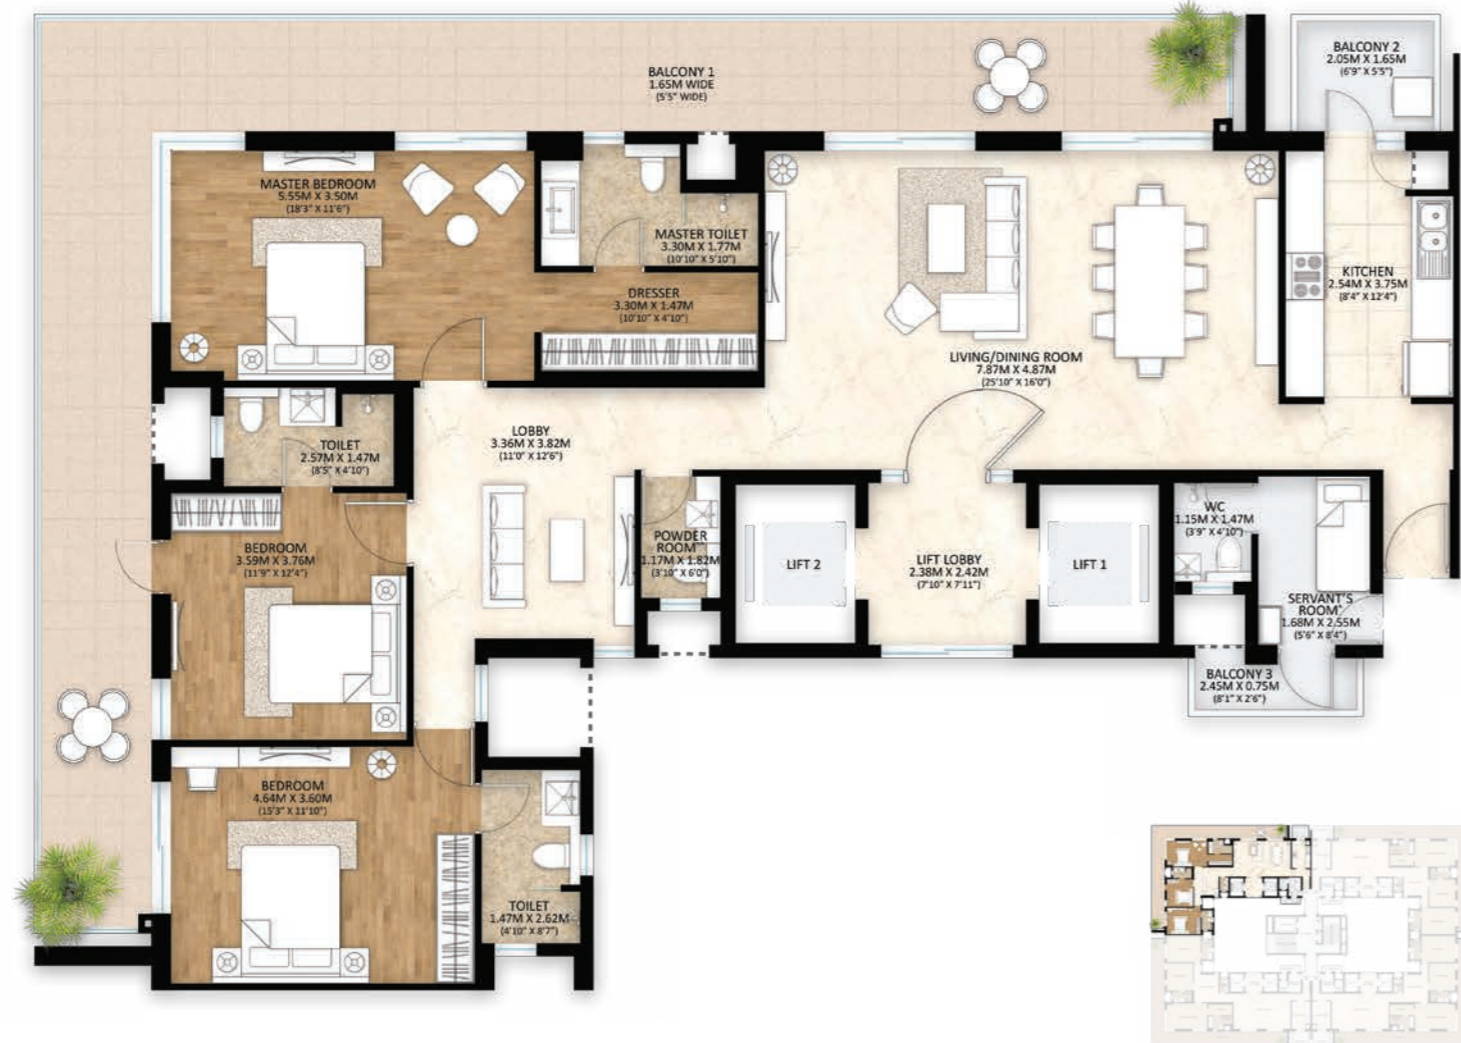 BALCONY 1
1.65M WIDE
(5'5" WIDE)
BALCONY 2
2.05M X 1.65M
(6'9" X 5'5")
MASTER BEDROOM
5.55M X 3.50M
(18'3" X 11'6")
MASTER TOILET
3.30M X 1.77M
(10'10" X 5'10")
DRESSER
3.30M X 1.47M
(10'10" X 4'10")
KITCHEN
2.54M X 3.75M
(8'4" X 12'4")
LIVING/DINING ROOM
7.87M X 4.87M
(25'10" X 16'0")
LOBBY
3.36M X 3.82M
(11'0" X 12'6")
TOILET
2.57M X 1.47M
(8'5" X 4'10")
BEDROOM
3.59M X 3.76M
(11'9" X 12'4")
POWDER
ROOM
1.17M X 1.82M
(3'10" X 6'0")
LIFT 2
LIFT LOBBY
2.38M X 2.42M
(7'10" X 7'11")
LIFT 1
WC
1.15M X 1.47M
(3'9" X 4'10")
SERVANT'S
ROOM
1.68M X 2.55M
(5'6" X 8'4")
BALCONY 3
2.45M X 0.75M
(8'1" X 2'6")
BEDROOM
4.64M X 3.60M
(15'3" X 11'10")
TOILET
1.47M X 2.62M
(4'10" X 8'7")